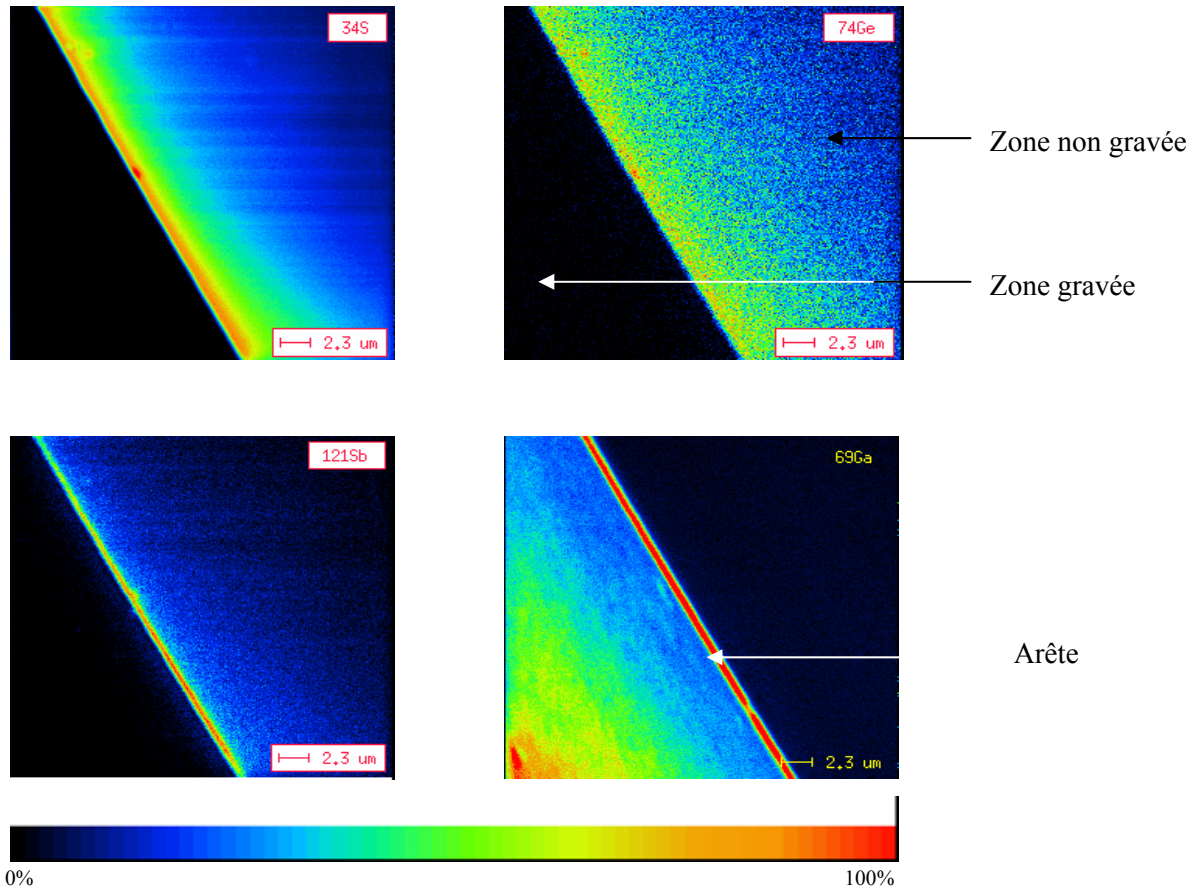 34S
74Ge
Zone non gravée
Zone gravée
2.3 um
2.3 um
121Sb
69Ga
Arête
2.3 um
2.3 um
0%
100%